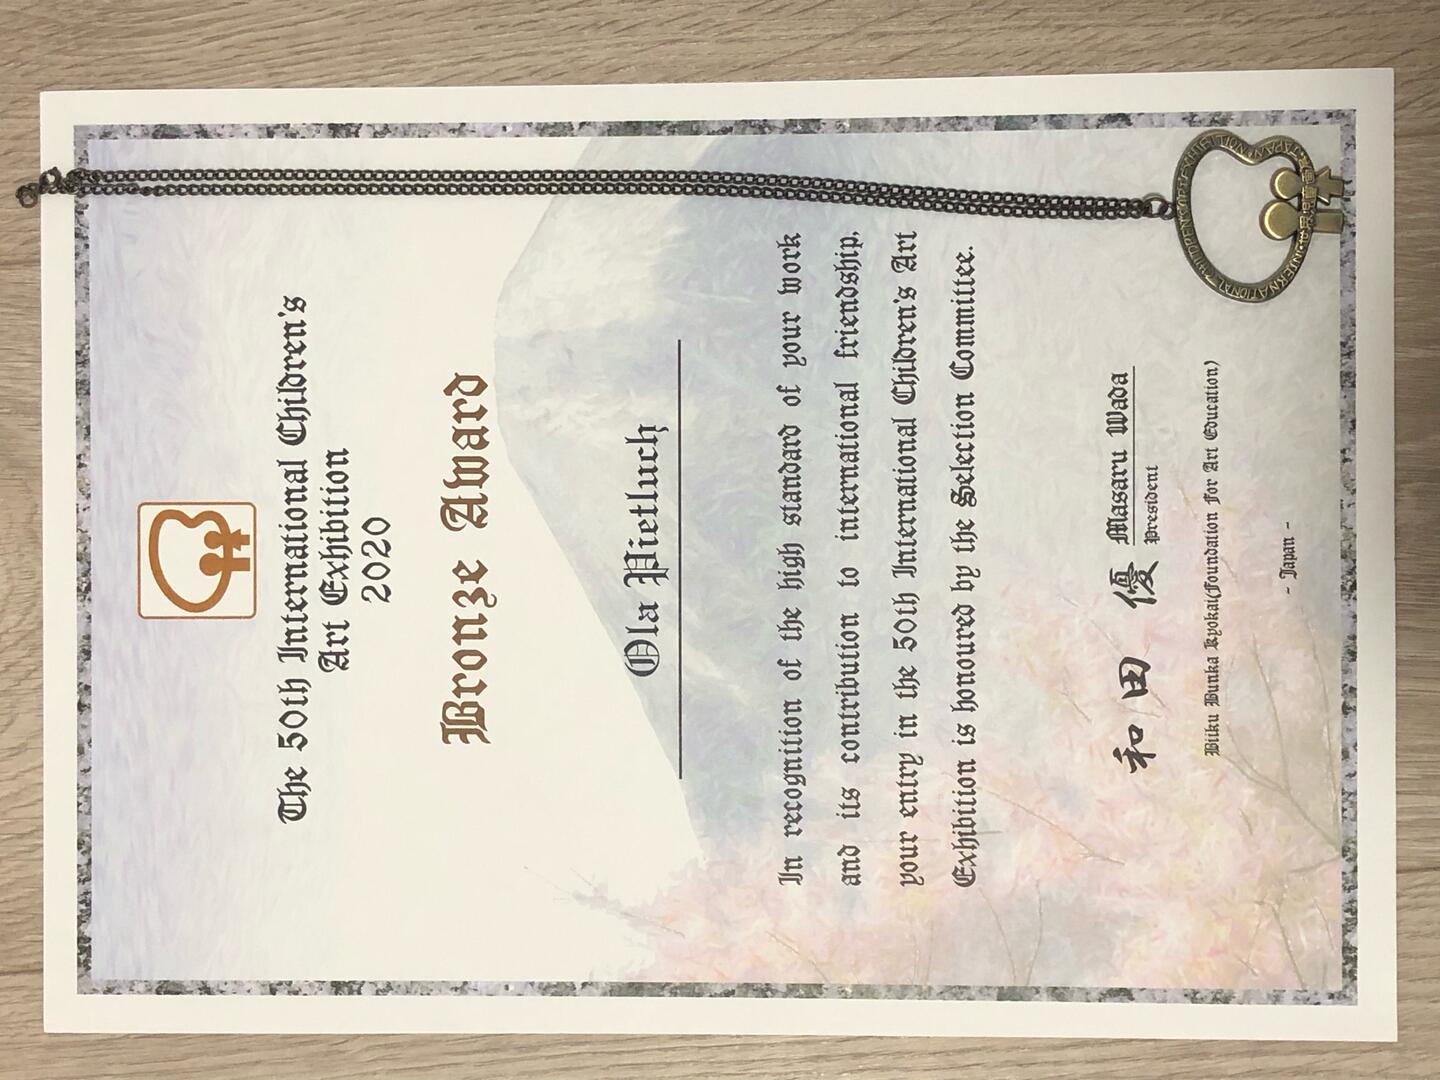 The 50th International Children's
Art Exhibition
2020
Bronze Award
Ola Pietluch
In recognition of the high standard of your work
and its contribution to international friendship,
your entry in the 50th International Children's Art
Exhibition is honoured by the Selection Committee.
和田 優 Masaru Wada
President
Biiku Bunka Kyokai(Foundation For Art Education)
- Japan -
INTERNATIONAL CHILDREN'S